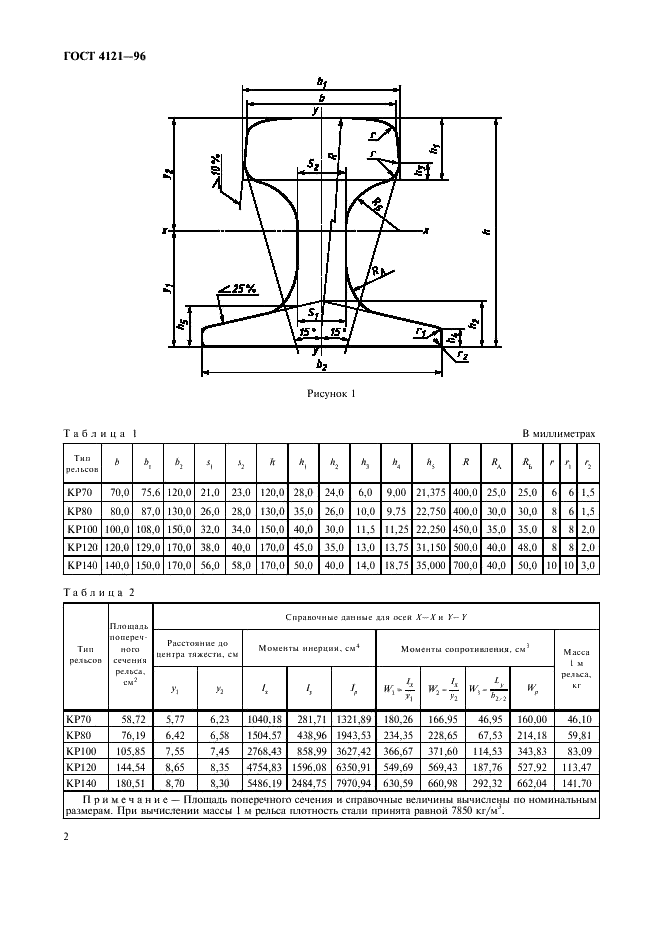 ГОСТ 4121—96
b₁
b
y
r
r
R
S₂
h₁
h₃
>10%
y₂
R_Б
h
x
x
y₁
R_А
∠25%
S₁
h₅
15°
15°
r₁
h₄
h₂
y
r₂
b₂
Рисунок 1
Таблица 1
В миллиметрах
Тип рельсов b b₁ b₂ s₁ s₂ h h₁ h₂ h₃ h₄ h₅ R R_А R_Б r r₁ r₂
КР70 70,0 75,6 120,0 21,0 23,0 120,0 28,0 24,0 6,0 9,00 21,375 400,0 25,0 25,0 6 6 1,5
КР80 80,0 87,0 130,0 26,0 28,0 130,0 35,0 26,0 10,0 9,75 22,750 400,0 30,0 30,0 8 6 1,5
КР100 100,0 108,0 150,0 32,0 34,0 150,0 40,0 30,0 11,5 11,25 22,250 450,0 35,0 35,0 8 8 2,0
КР120 120,0 129,0 170,0 38,0 40,0 170,0 45,0 35,0 13,0 13,75 31,150 500,0 40,0 48,0 8 8 2,0
КР140 140,0 150,0 170,0 56,0 58,0 170,0 50,0 40,0 14,0 18,75 35,000 700,0 40,0 50,0 10 10 3,0
Таблица 2
Справочные данные для осей X—X и Y—Y
Тип рельсов
Площадь попереч-ного сечения рельса, см²
Расстояние до центра тяжести, см
Моменты инерции, см⁴
Моменты сопротивления, см³
Масса 1 м рельса, кг
y₁ y₂ Iₓ I_y I_p W₁ = Iₓ/y₁ W₂ = Iₓ/y₂ W₃ = L_y/b₂/₂ W_p
КР70 58,72 5,77 6,23 1040,18 281,71 1321,89 180,26 166,95 46,95 160,00 46,10
КР80 76,19 6,42 6,58 1504,57 438,96 1943,53 234,35 228,65 67,53 214,18 59,81
КР100 105,85 7,55 7,45 2768,43 858,99 3627,42 366,67 371,60 114,53 343,83 83,09
КР120 144,54 8,65 8,35 4754,83 1596,08 6350,91 549,69 569,43 187,76 527,92 113,47
КР140 180,51 8,70 8,30 5486,19 2484,75 7970,94 630,59 660,98 292,32 662,04 141,70
Примечание — Площадь поперечного сечения и справочные величины вычислены по номинальным
размерам. При вычислении массы 1 м рельса плотность стали принята равной 7850 кг/м³.
2